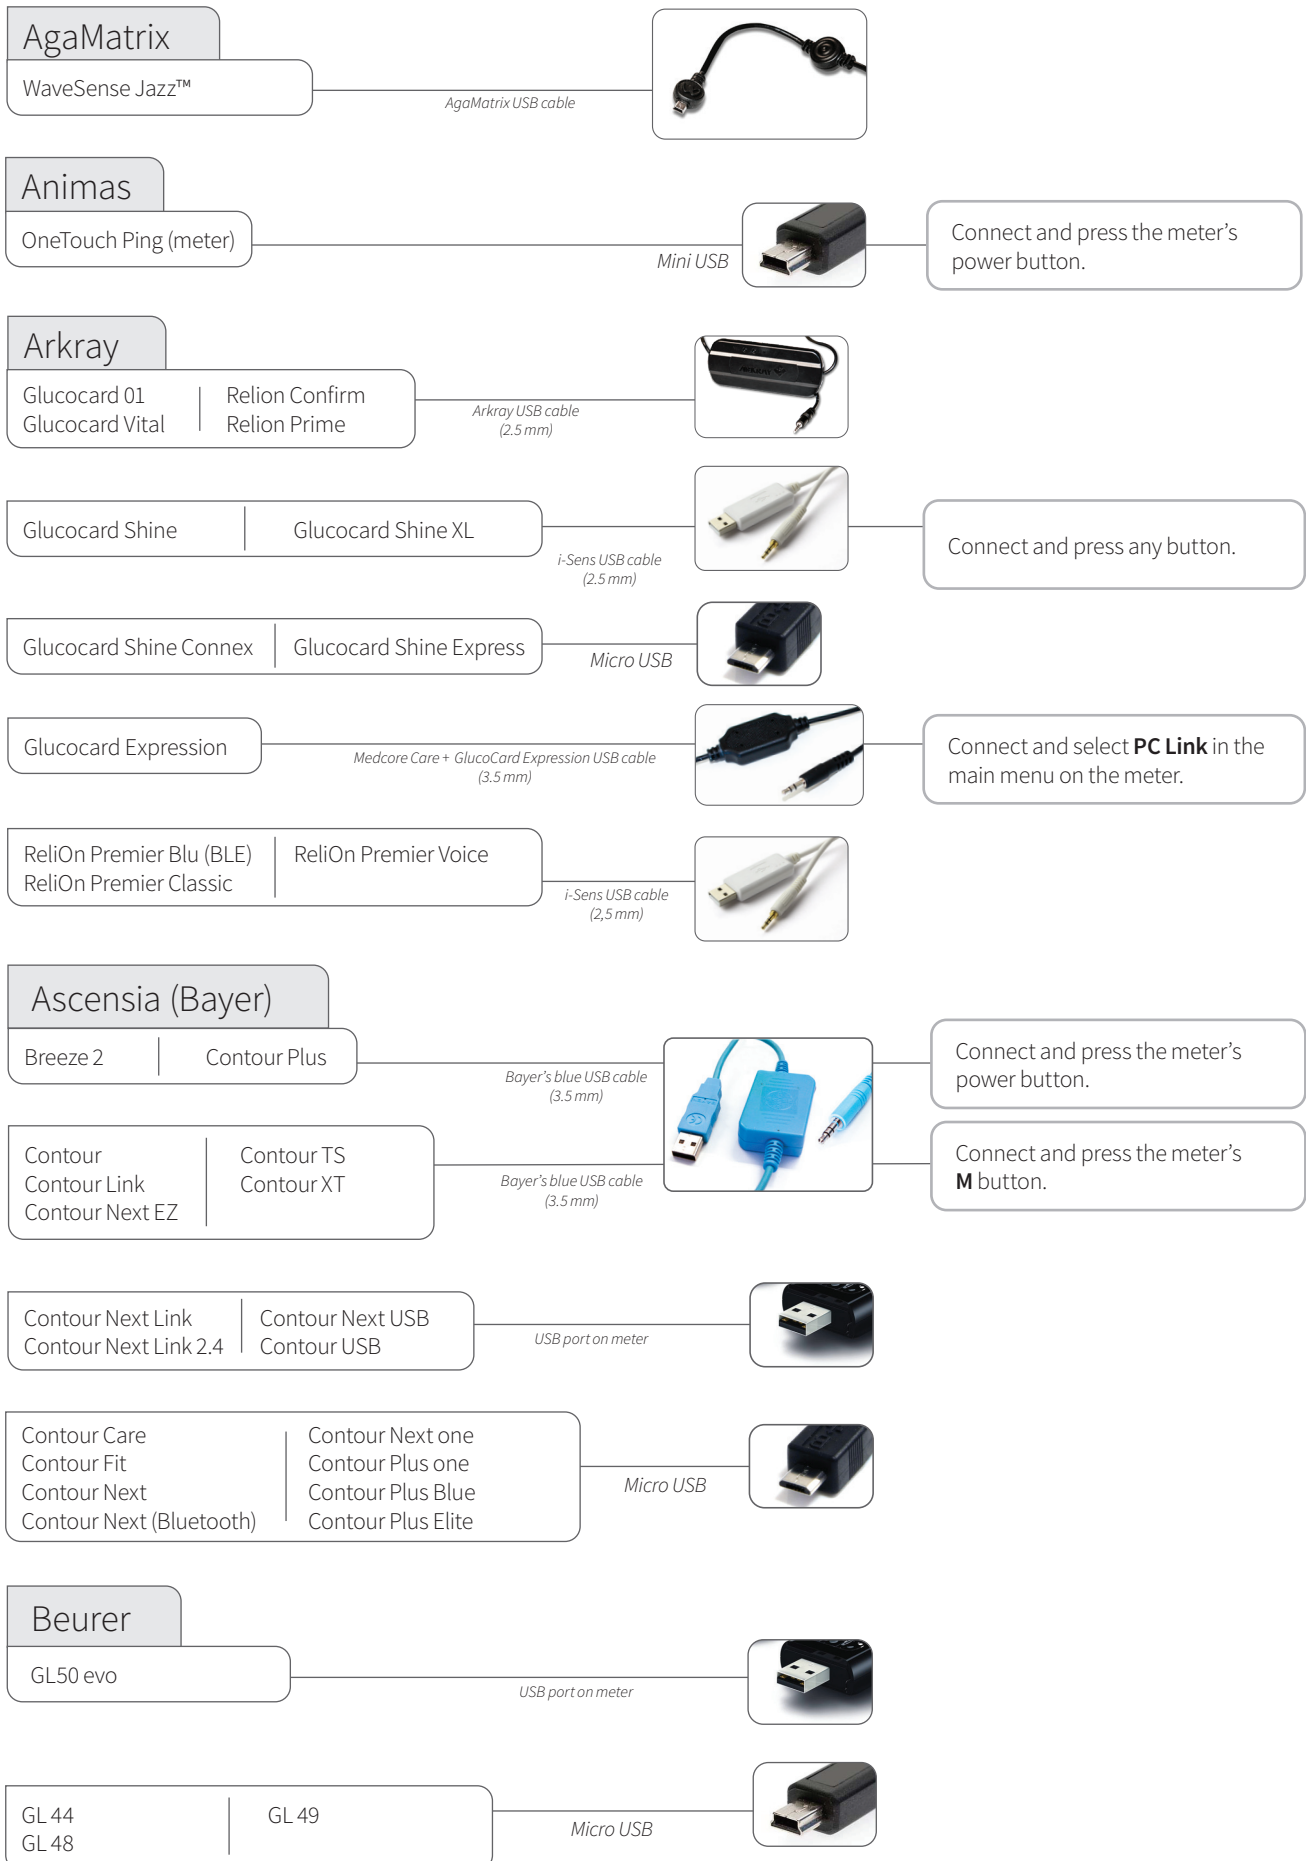 AgaMatrix
WaveSense Jazz™
AgaMatrix USB cable
Animas
OneTouch Ping (meter)
Mini USB
Connect and press the meter's
power button.
Arkray
Glucocard 01
Glucocard Vital
Relion Confirm
Relion Prime
Arkray USB cable
(2.5 mm)
Glucocard Shine
Glucocard Shine XL
i-Sens USB cable
(2.5 mm)
Connect and press any button.
Glucocard Shine Connex
Glucocard Shine Express
Micro USB
Glucocard Expression
Medcore Care + GlucoCard Expression USB cable
(3.5 mm)
Connect and select PC Link in the
main menu on the meter.
ReliOn Premier Blu (BLE)
ReliOn Premier Classic
ReliOn Premier Voice
i-Sens USB cable
(2,5 mm)
Ascensia (Bayer)
Breeze 2
Contour Plus
Bayer's blue USB cable
(3.5 mm)
Connect and press the meter's
power button.
Contour
Contour Link
Contour Next EZ
Contour TS
Contour XT
Bayer's blue USB cable
(3.5 mm)
Connect and press the meter's
M button.
Contour Next Link
Contour Next Link 2.4
Contour Next USB
Contour USB
USB port on meter
Contour Care
Contour Fit
Contour Next
Contour Next (Bluetooth)
Contour Next one
Contour Plus one
Contour Plus Blue
Contour Plus Elite
Micro USB
Beurer
GL50 evo
USB port on meter
GL 44
GL 48
GL 49
Micro USB